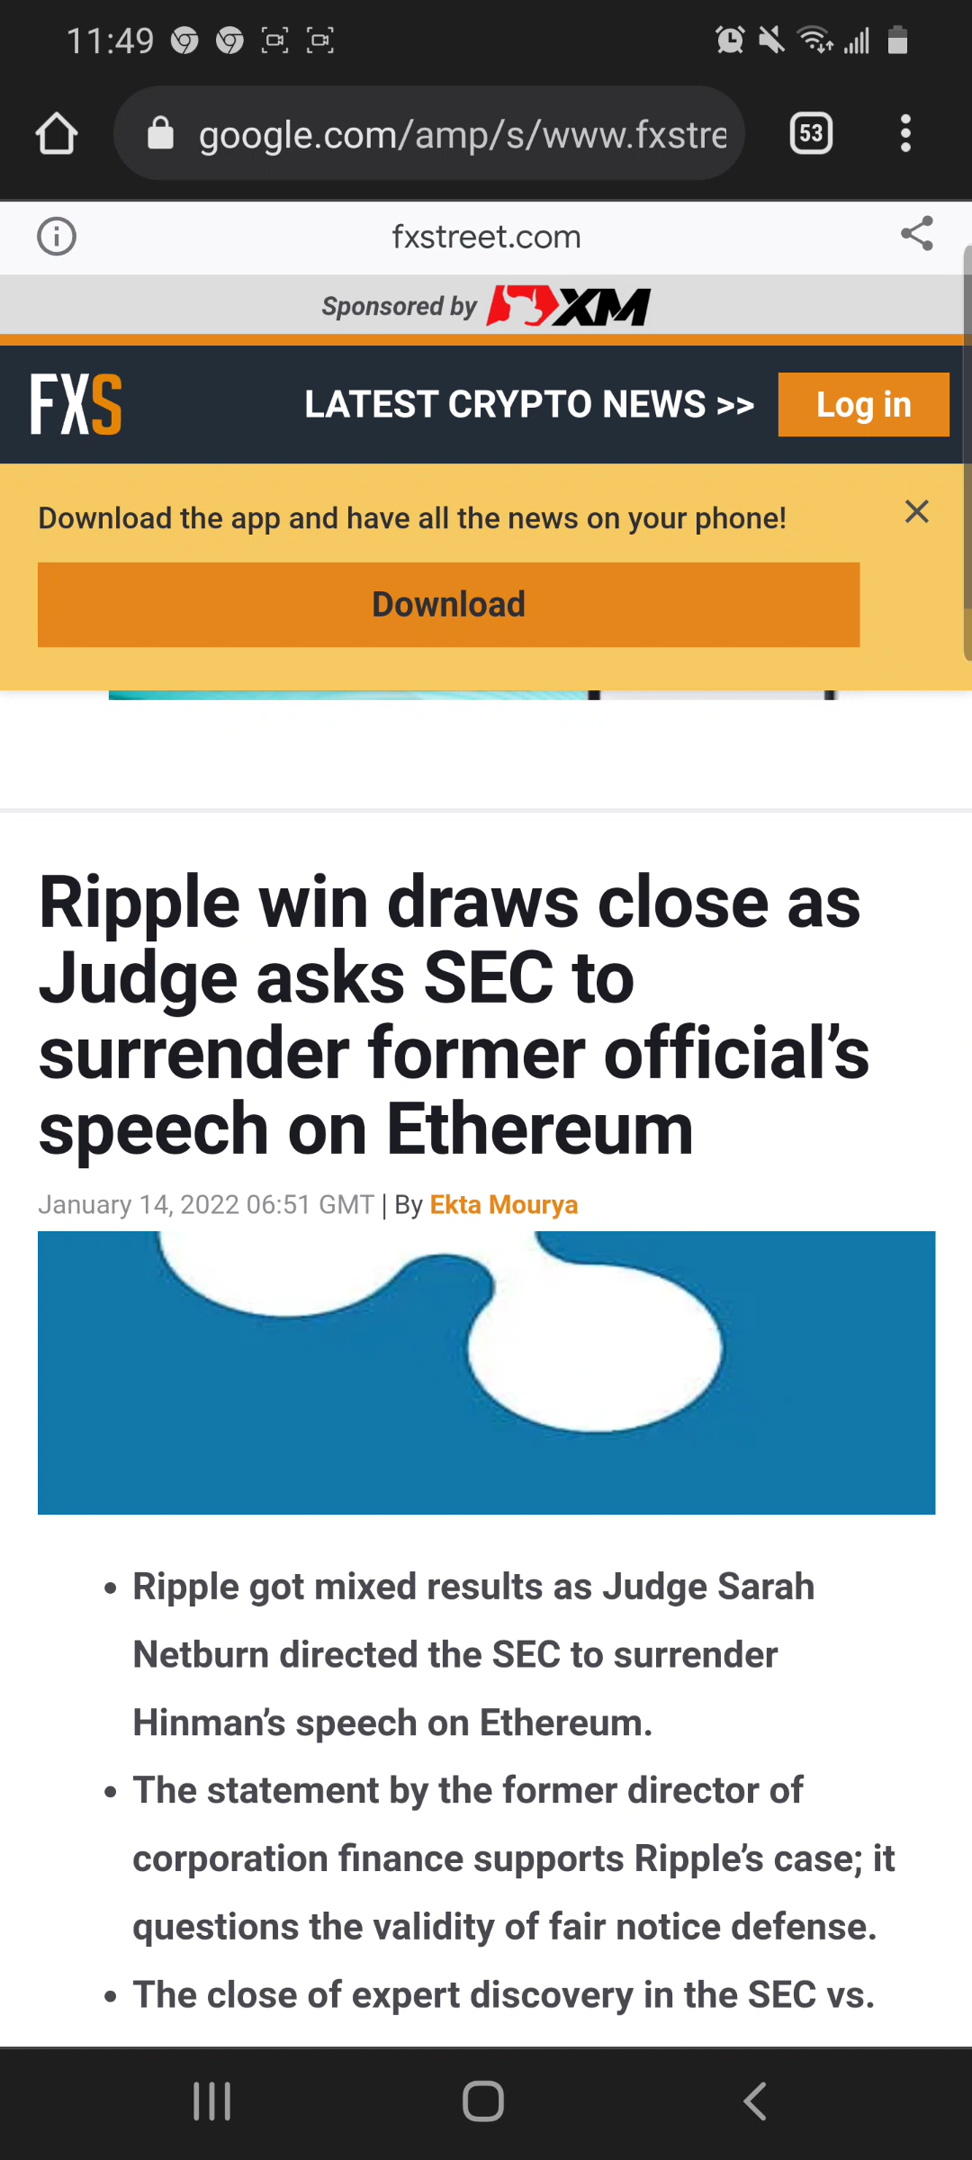 11:49
google.com/amp/s/www.fxstre
53
fxstreet.com
Sponsored by XM
FXS
LATEST CRYPTO NEWS >>
Log in
Download the app and have all the news on your phone!
Download
Ripple win draws close as
Judge asks SEC to
surrender former official’s
speech on Ethereum
January 14, 2022 06:51 GMT | By Ekta Mourya
• Ripple got mixed results as Judge Sarah
Netburn directed the SEC to surrender
Hinman’s speech on Ethereum.
• The statement by the former director of
corporation finance supports Ripple’s case; it
questions the validity of fair notice defense.
• The close of expert discovery in the SEC vs.